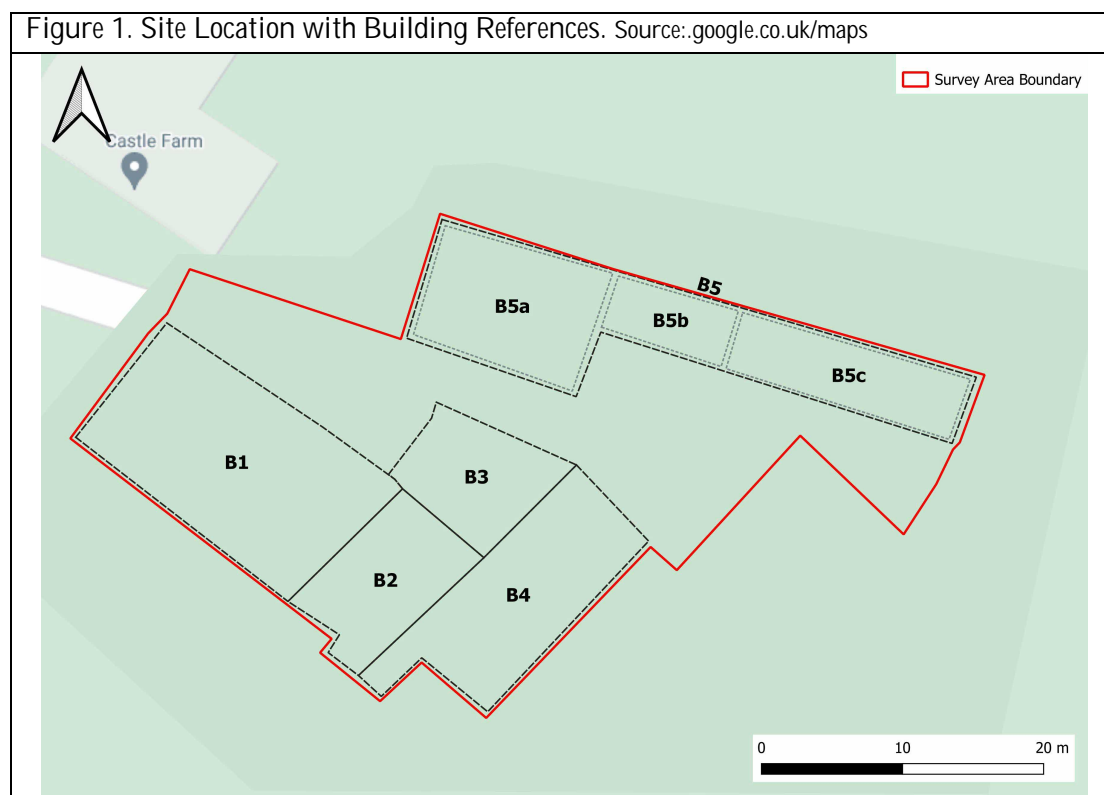 Figure 1. Site Location with Building References. Source:.google.co.uk/maps
Survey Area Boundary
Castle Farm
B5
B5a
B5b
B5c
B1
B3
B2
B4
0 10 20 m